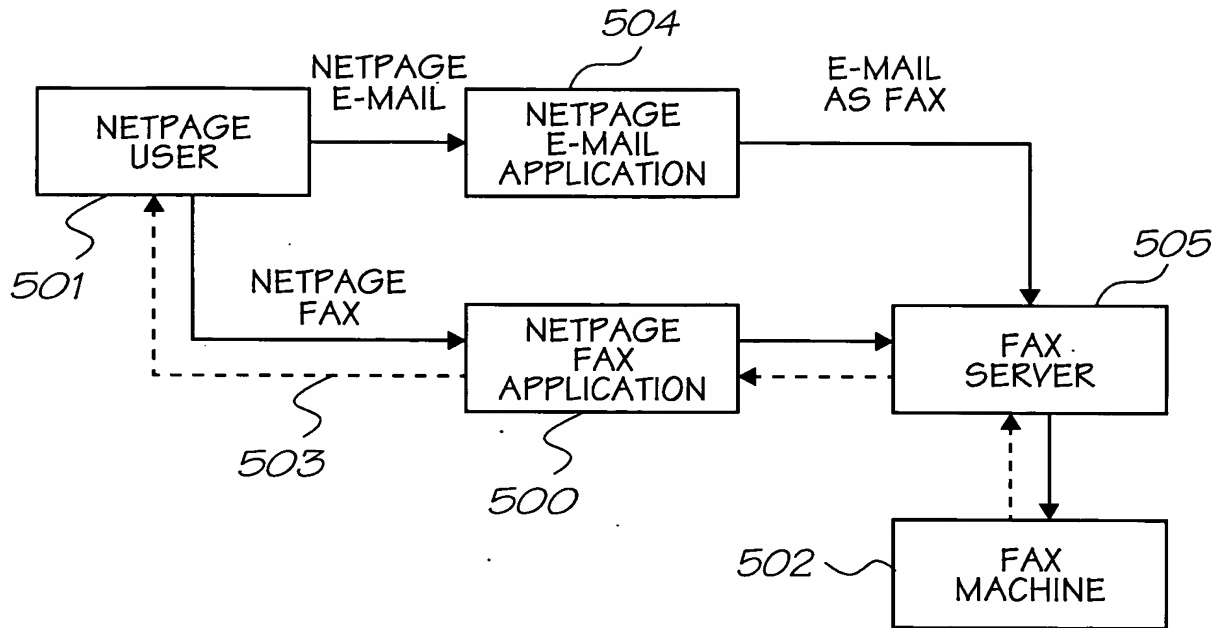 504
NETPAGE
E-MAIL
E-MAIL
AS FAX
NETPAGE
USER
NETPAGE
E-MAIL
APPLICATION
501
NETPAGE
FAX
505
NETPAGE
FAX
APPLICATION
FAX
SERVER
503
500
502
FAX
MACHINE